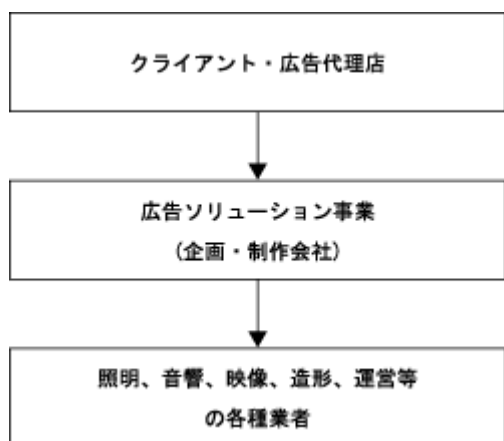 クライアント・広告代理店
広告ソリューション事業
(企画・制作会社)
照明、音響、映像、造形、運営等
の各種業者